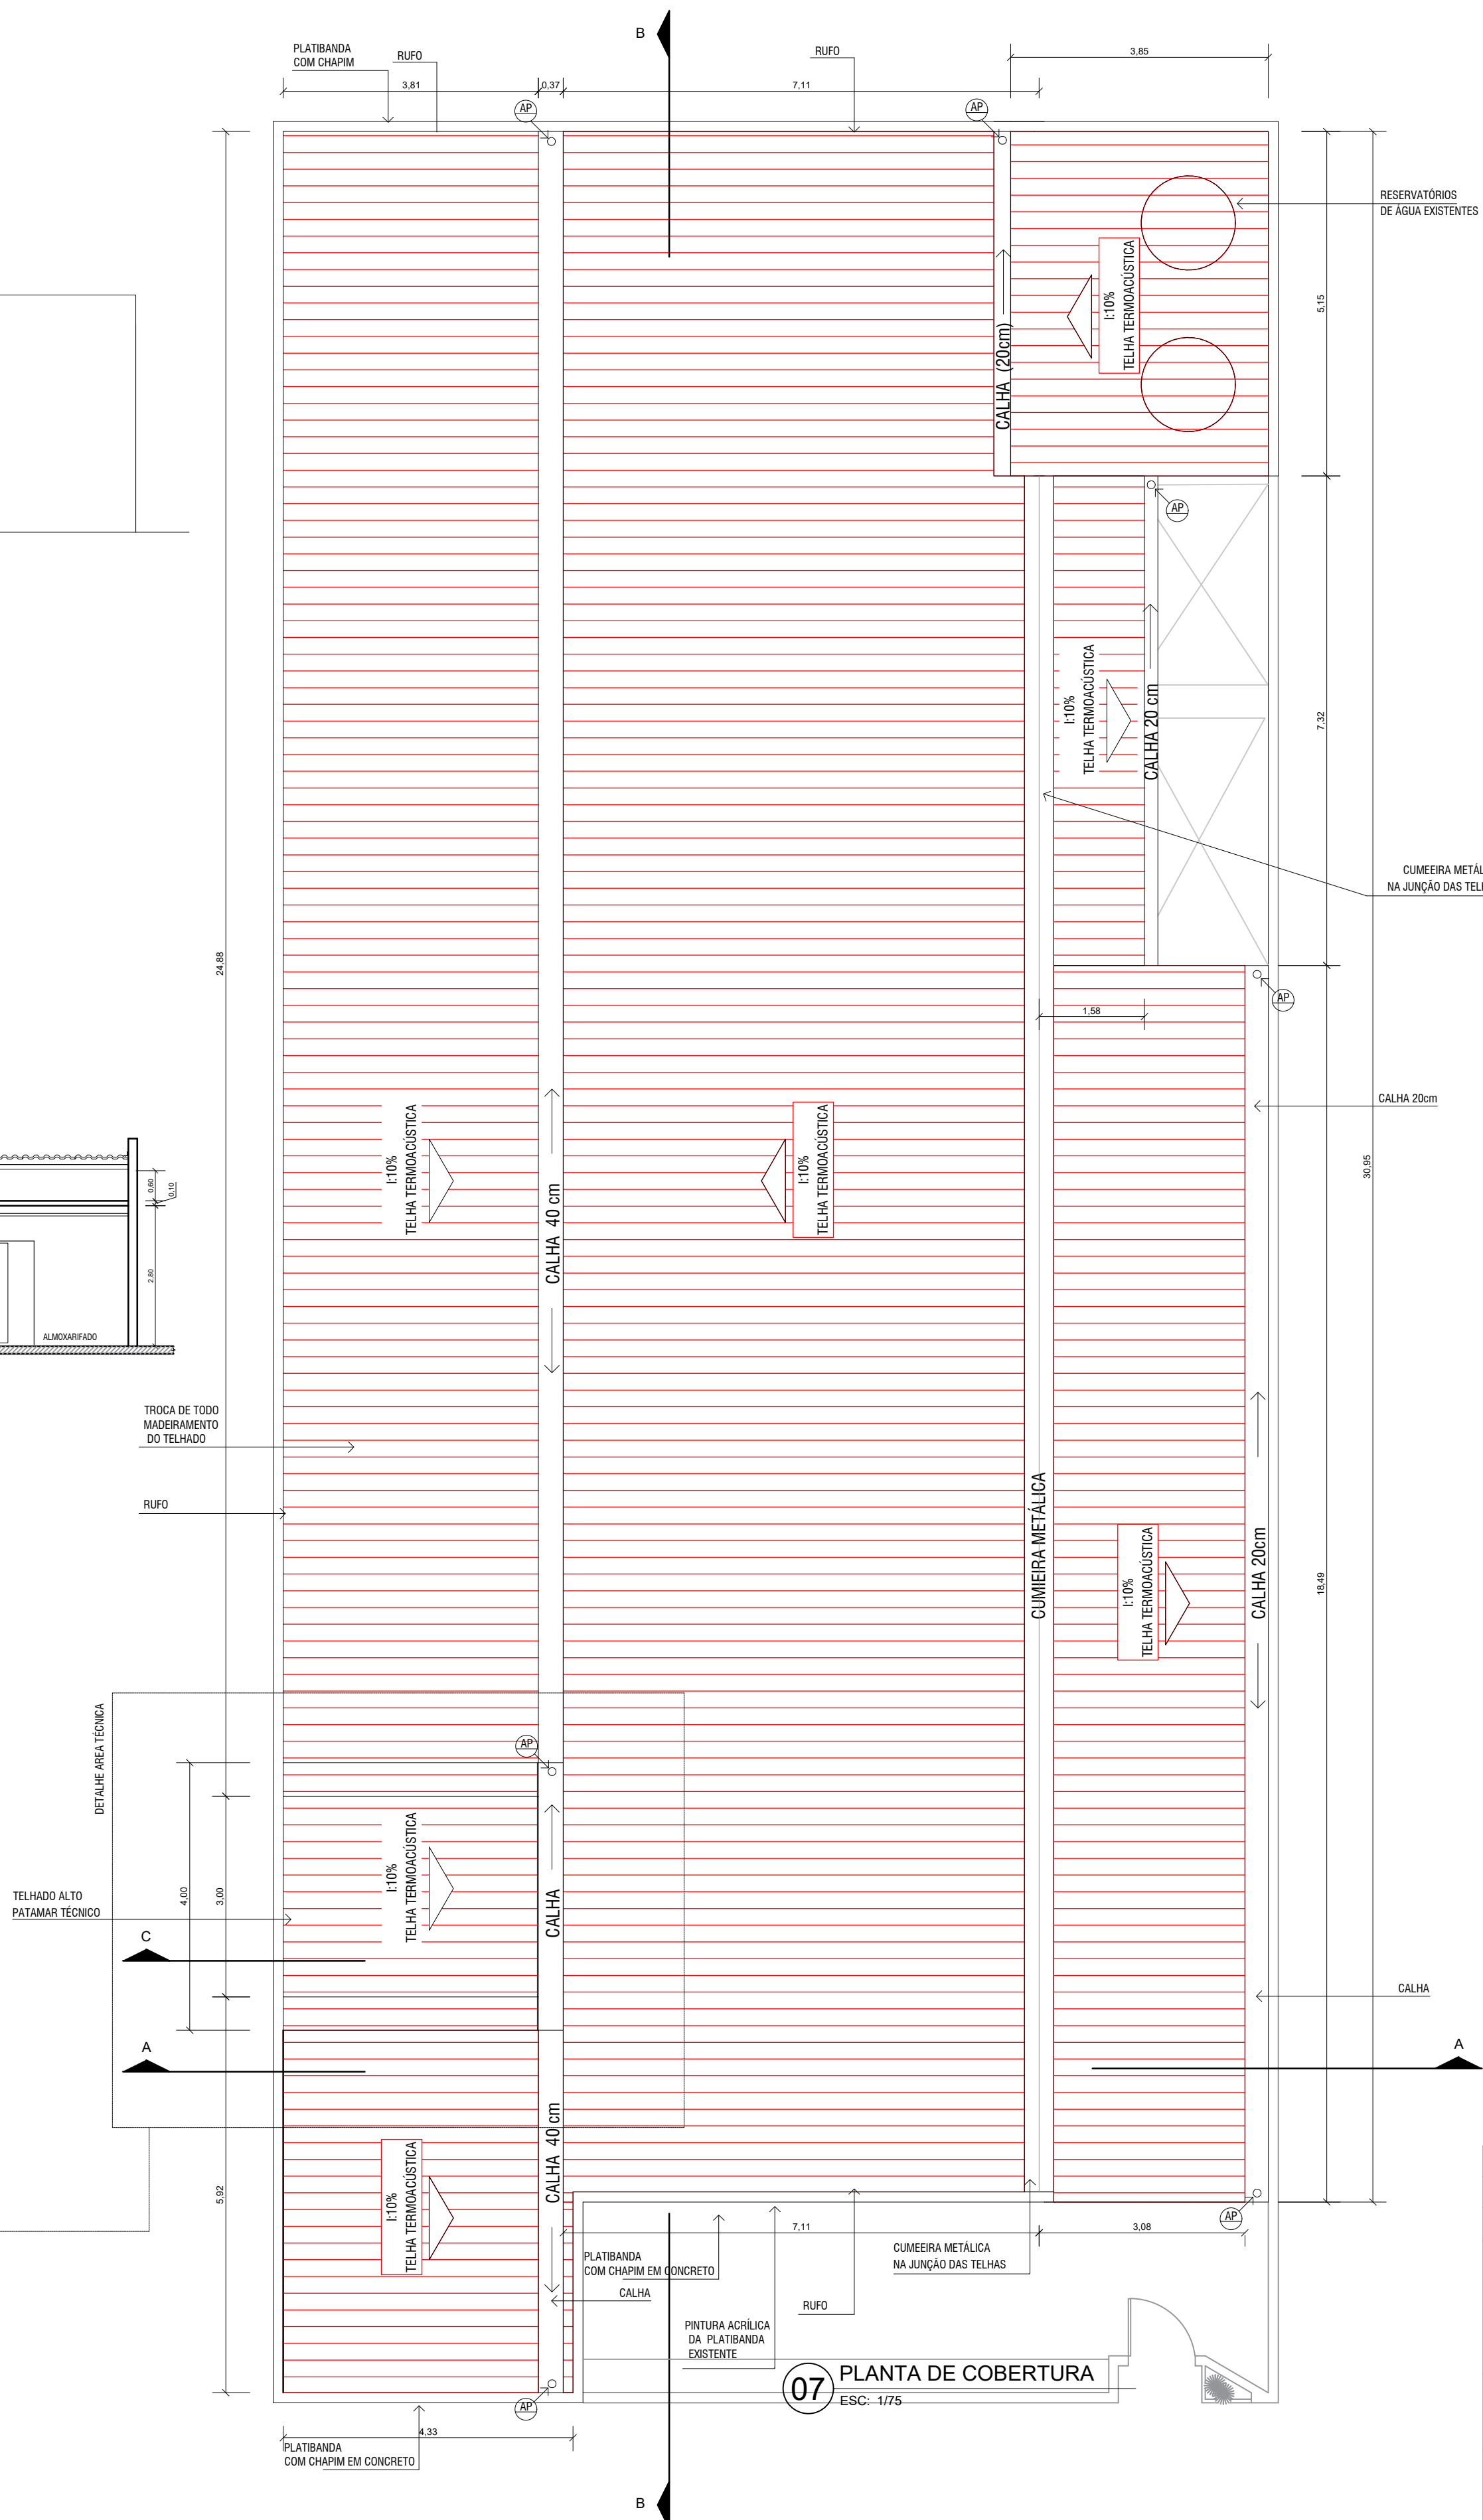 B
PLATIBANDA
COM CHAPIM
RUFO
RUFO
3,85
3,81
0,37
7,11
AP
AP
RESERVATÓRIOS
DE ÁGUA EXISTENTES
I:10%
TELHA TERMOACÚSTICA
5,15
CALHA (20cm)
AP
I:10%
TELHA TERMOACÚSTICA
CALHA 20 cm
7,32
CUMEEIRA METÁL
NA JUNÇÃO DAS TEL
24,88
AP
1,58
CALHA 20cm
I:10%
TELHA TERMOACÚSTICA
CALHA 40 cm
I:10%
TELHA TERMOACÚSTICA
30,95
0,60
0,10
2,80
ALMOXARIFADO
TROCA DE TODO
MADEIRAMENTO
DO TELHADO
RUFO
CUMIEIRA METÁLICA
I:10%
TELHA TERMOACÚSTICA
CALHA 20cm
18,49
DETALHE AREA TÉCNICA
AP
4,00
3,00
I:10%
TELHA TERMOACÚSTICA
CALHA
TELHADO ALTO
PATAMAR TÉCNICO
C
CALHA
A
A
5,92
I:10%
TELHA TERMOACÚSTICA
CALHA 40 cm
AP
7,11
3,08
PLATIBANDA
COM CHAPIM EM CONCRETO
CUMEEIRA METÁLICA
NA JUNÇÃO DAS TELHAS
CALHA
RUFO
PINTURA ACRÍLICA
DA PLATIBANDA
EXISTENTE
07
PLANTA DE COBERTURA
ESC: 1/75
AP
4,33
PLATIBANDA
COM CHAPIM EM CONCRETO
B